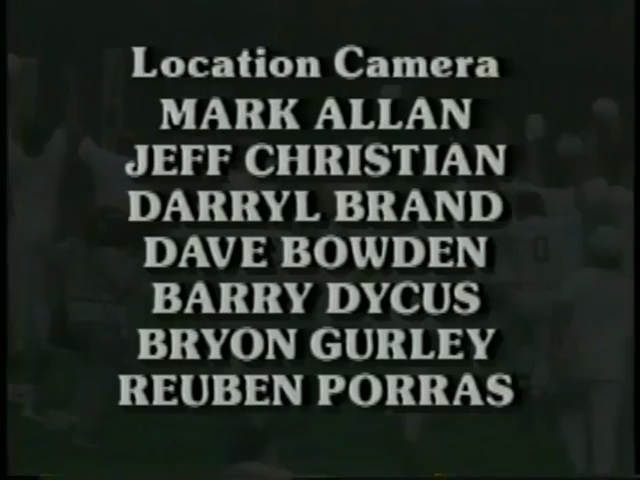 Location Camera
MARK ALLAN
JEFF CHRISTIAN
DARRYL BRAND
DAVE BOWDEN
BARRY DYCUS
BRYON GURLEY
REUBEN PORRAS